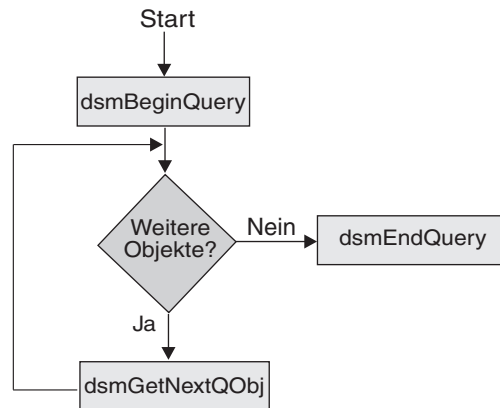 Start
dsmBeginQuery
Weitere
Objekte?
Nein
dsmEndQuery
Ja
dsmGetNextQObj